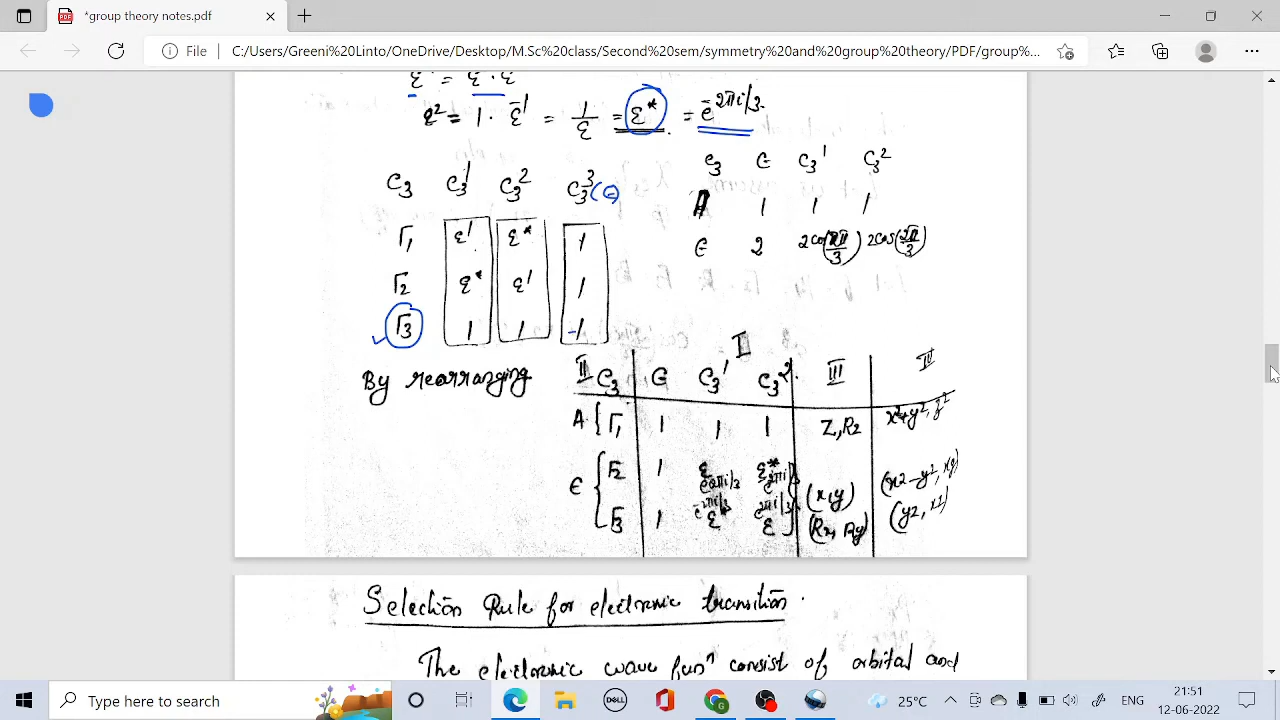 *group theory notes.pdf
File
C:/Users/Greeni%20Linto/OneDrive/Desktop/M.Sc%20class/Second%20sem/symmetry%20and%20group%20theory/PDF/group%...
ε² = 1 · ε̄¹ = 1/ε = ε* = e̅^2πi/3.
C₃ C₃¹ C₃² C₃³(E)
Γ₁ ε¹ ε* 1
Γ₂ ε* ε¹ 1
Γ₃ 1 1 1
C₃ E C₃¹ C₃²
A 1 1 1
E 2 2cos(2π/3) 2cos(2π/3)
By rearranging
II C₃ E C₃¹ I C₃² III
A { Γ₁ 1 1 1 Z, Rz x²+y², z²
E { Γ₂ 1 ε ε* (x,y) (x2-y², xy)
Γ₃ 1 ε* ε (Rx, Ry) (yz, xz)
Selection Rule for electronic transition.
The electronic wave funⁿ consist of orbital and
Type here to search
DELL
25°C
ENG
21:51
12-06-2022